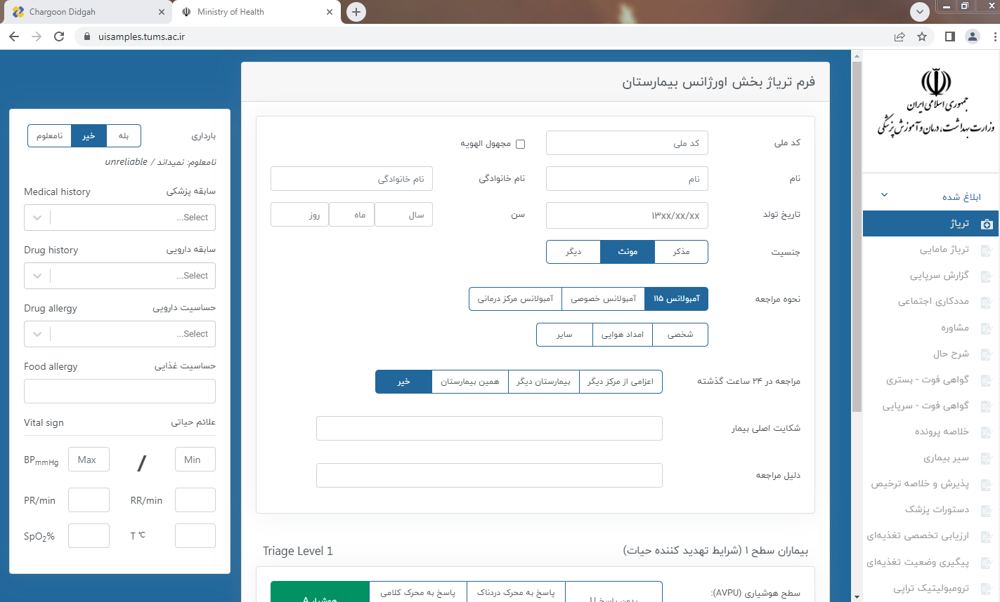 Chargoon Didgah
Ministry of Health
uisamples.tums.ac.ir
جمهوری اسلامی ایران
وزارت بهداشت، درمان و آموزش پزشکی
ابلاغ شده
تریاژ
تریاژ مامایی
گزارش سرپایی
مددکاری اجتماعی
مشاوره
شرح حال
گواهی فوت - بستری
گواهی فوت - سرپایی
خلاصه پرونده
سیر بیماری
پذیرش و خلاصه ترخیص
دستورات پزشک
ارزیابی تخصصی تغذیه‌ای
پیگیری وضعیت تغذیه‌ای
ترومبولیتیک تراپی
فرم تریاژ بخش اورژانس بیمارستان
کد ملی کد ملی مجهول الهویه
نام نام نام خانوادگی نام خانوادگی
تاریخ تولد ۱۳xx/xx/xx سن سال ماه روز
جنسیت مذکر مونث دیگر
نحوه مراجعه آمبولانس ۱۱۵ آمبولانس خصوصی آمبولانس مرکز درمانی
شخصی امداد هوایی سایر
مراجعه در ۲۴ ساعت گذشته اعزامی از مرکز دیگر بیمارستان دیگر همین بیمارستان خیر
شکایت اصلی بیمار
دلیل مراجعه
بیماران سطح ۱ (شرایط تهدید کننده حیات) Triage Level 1
سطح هوشیاری (AVPU): بدون پاسخ U پاسخ به محرک دردناک پاسخ به محرک کلامی هوشیار A
بارداری بله خیر نامعلوم
نامعلوم: نمیداند / unreliable
سابقه پزشکی Medical history
Select...
سابقه دارویی Drug history
Select...
حساسیت دارویی Drug allergy
Select...
حساسیت غذایی Food allergy
علائم حیاتی Vital sign
BPmmHg Max / Min
PR/min RR/min
SpO2% T °C